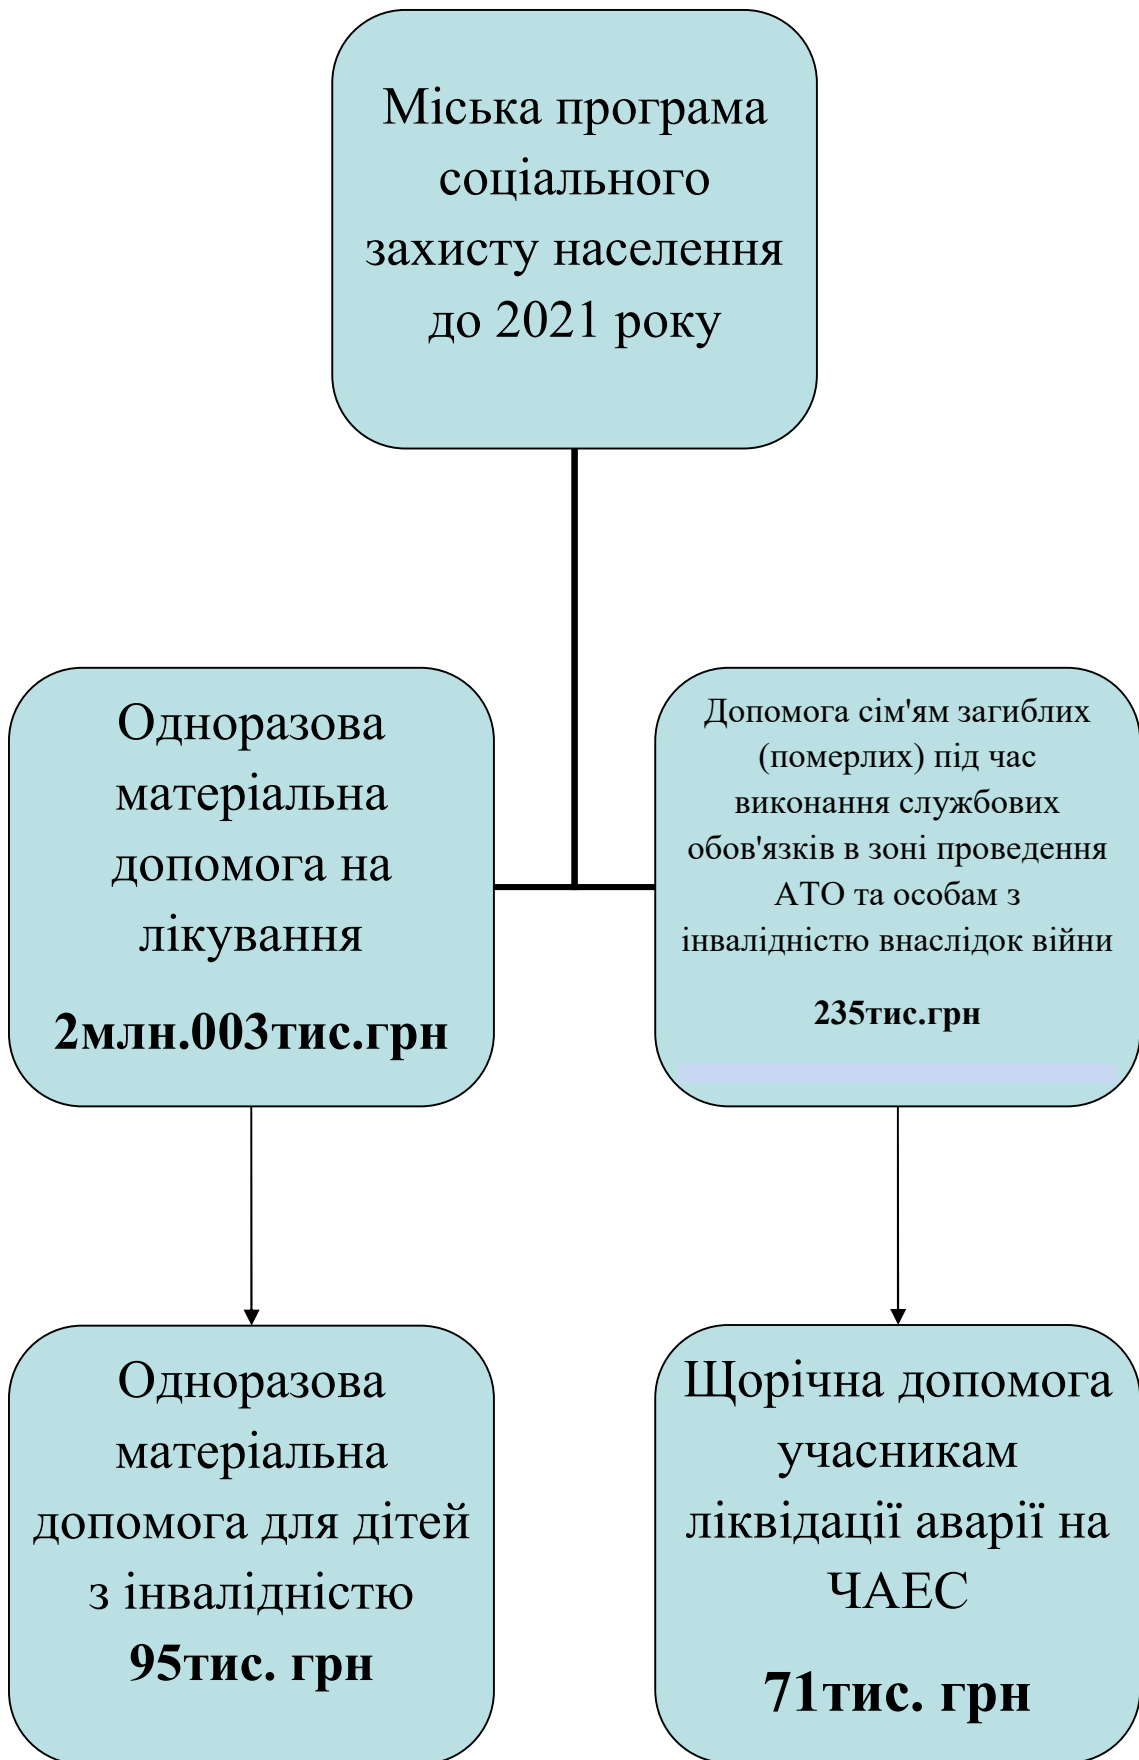 Міська програма
соціального
захисту населення
до 2021 року
Одноразова
матеріальна
допомога на
лікування
2млн.003тис.грн
Допомога сім'ям загиблих
(померлих) під час
виконання службових
обов'язків в зоні проведення
АТО та особам з
інвалідністю внаслідок війни
235тис.грн
Одноразова
матеріальна
допомога для дітей
з інвалідністю
95тис. грн
Щорічна допомога
учасникам
ліквідації аварії на
ЧАЕС
71тис. грн